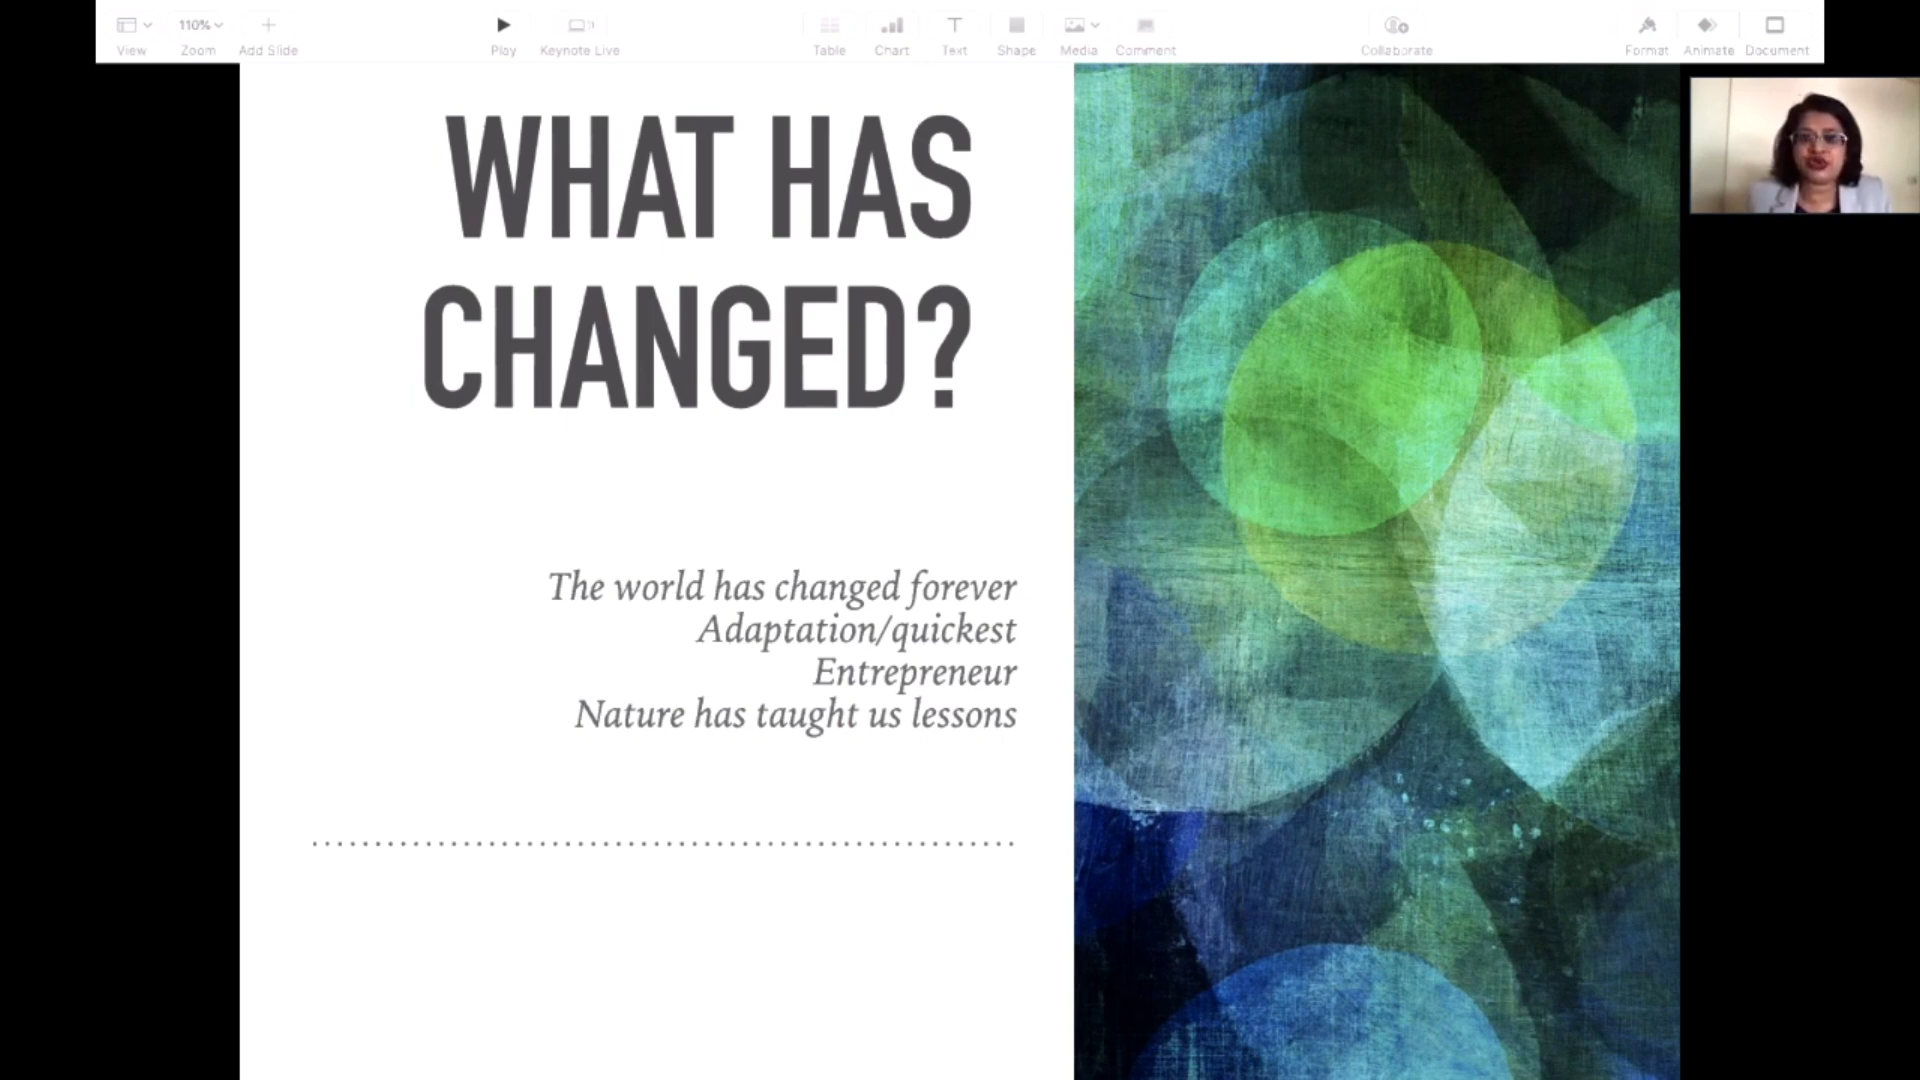 110%
View Zoom Add Slide Play Keynote Live Table Chart Text Shape Media Comment Collaborate Format Animate Document
WHAT HAS
CHANGED?
The world has changed forever
Adaptation/quickest
Entrepreneur
Nature has taught us lessons